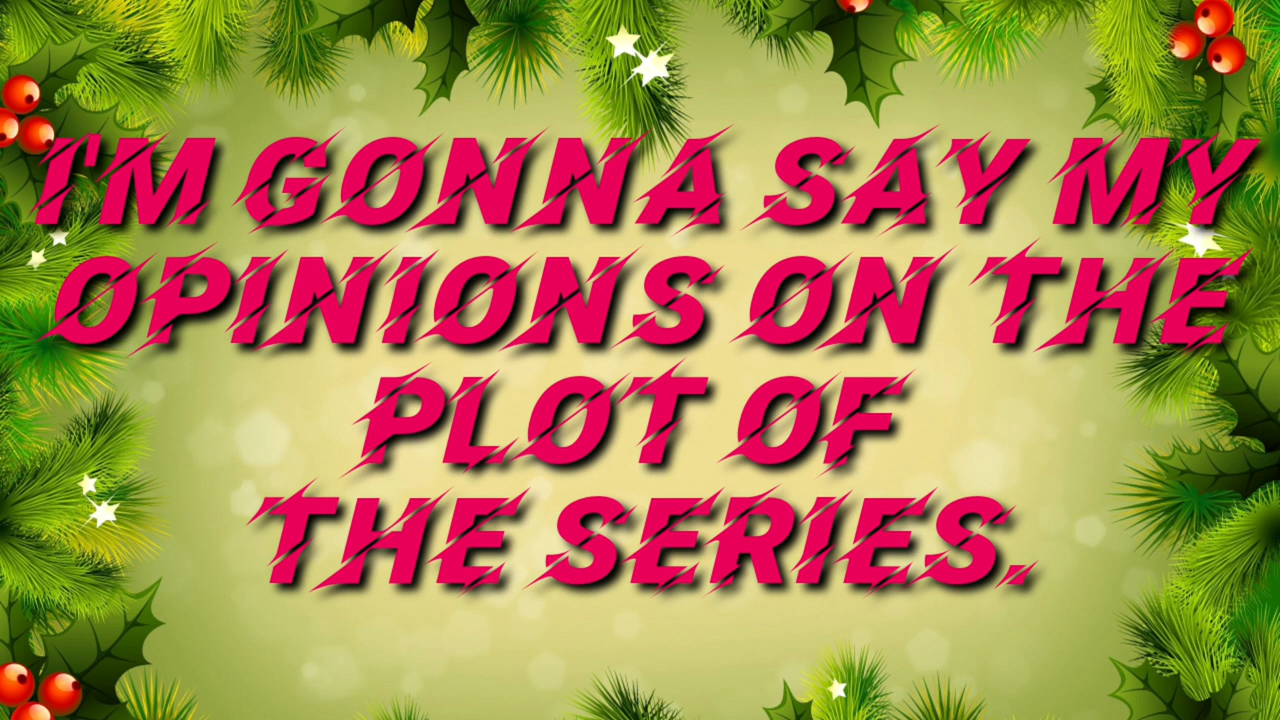 I'M GONNA SAY MY
OPINIONS ON THE
PLOT OF
THE SERIES.